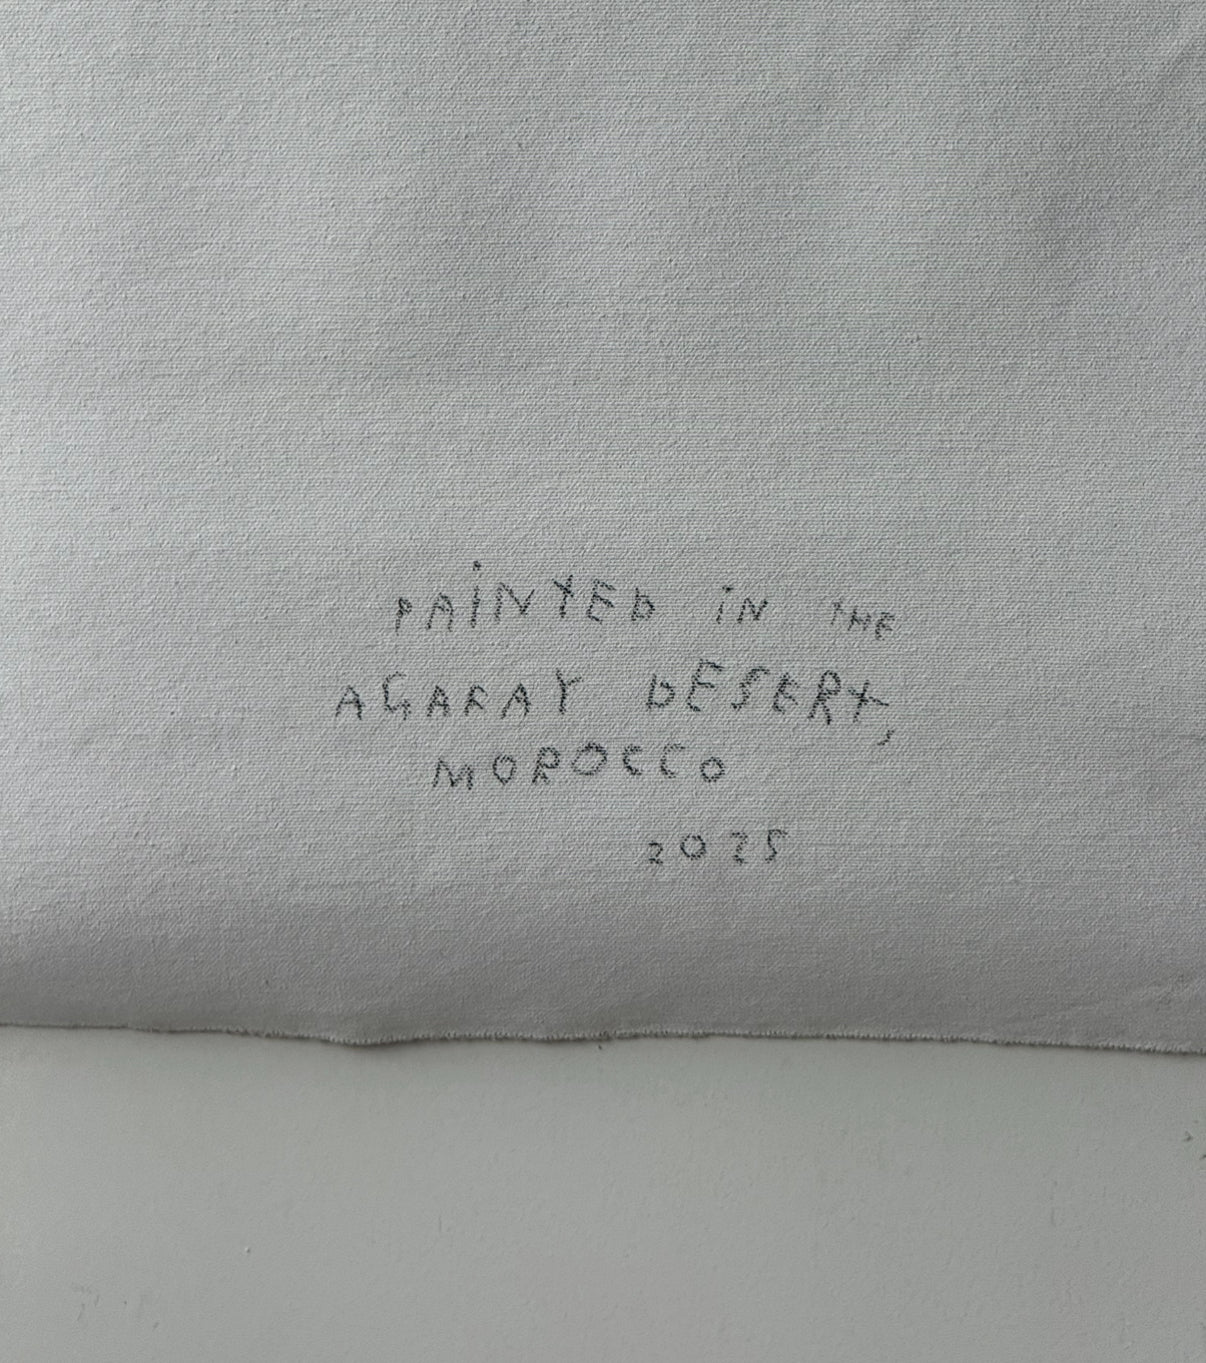 PAiNTED iN THE
AGAFAY DESERT,
MOROCCO
2025